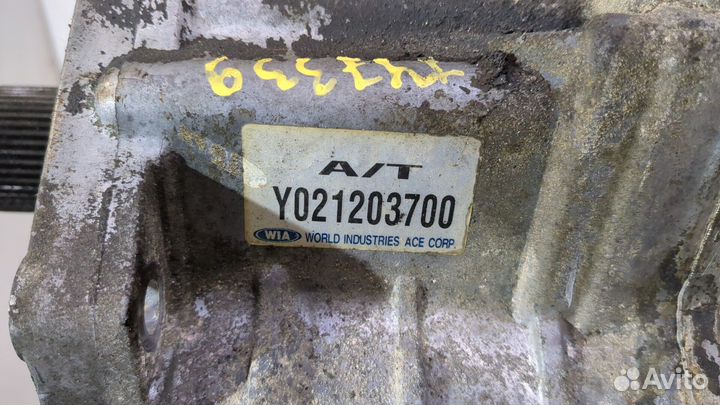 A/T
Y021203700
WIA WORLD INDUSTRIES ACE CORP.
Avito